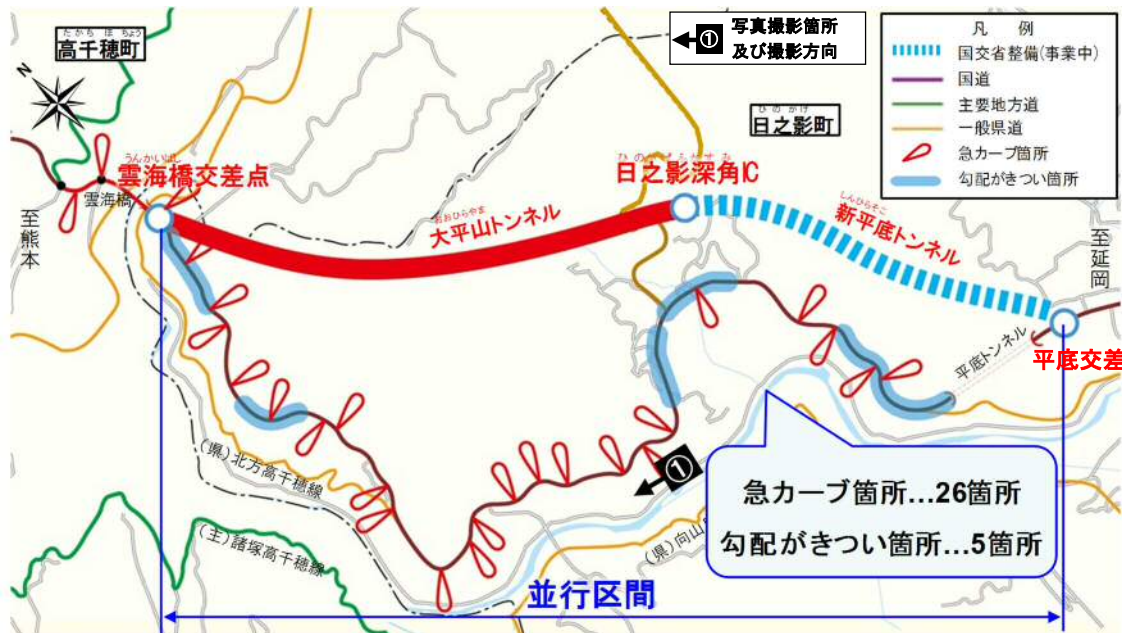 たかちほちょう
高千穂町
N
① 写真撮影箇所
及び撮影方向
凡 例
国交省整備(事業中)
国道
主要地方道
一般県道
急カーブ箇所
勾配がきつい箇所
ひのかげ
日之影町
うんかいばし
雲海橋交差点
雲海橋
至熊本
おおひらやま
大平山トンネル
日之影深角IC
しんひらそこ
新平底トンネル
至延岡
平底トンネル
平底交差
(県)北方高千穂線
(主)諸塚高千穂線
①
(県)向山
急カーブ箇所…26箇所
勾配がきつい箇所…5箇所
並行区間